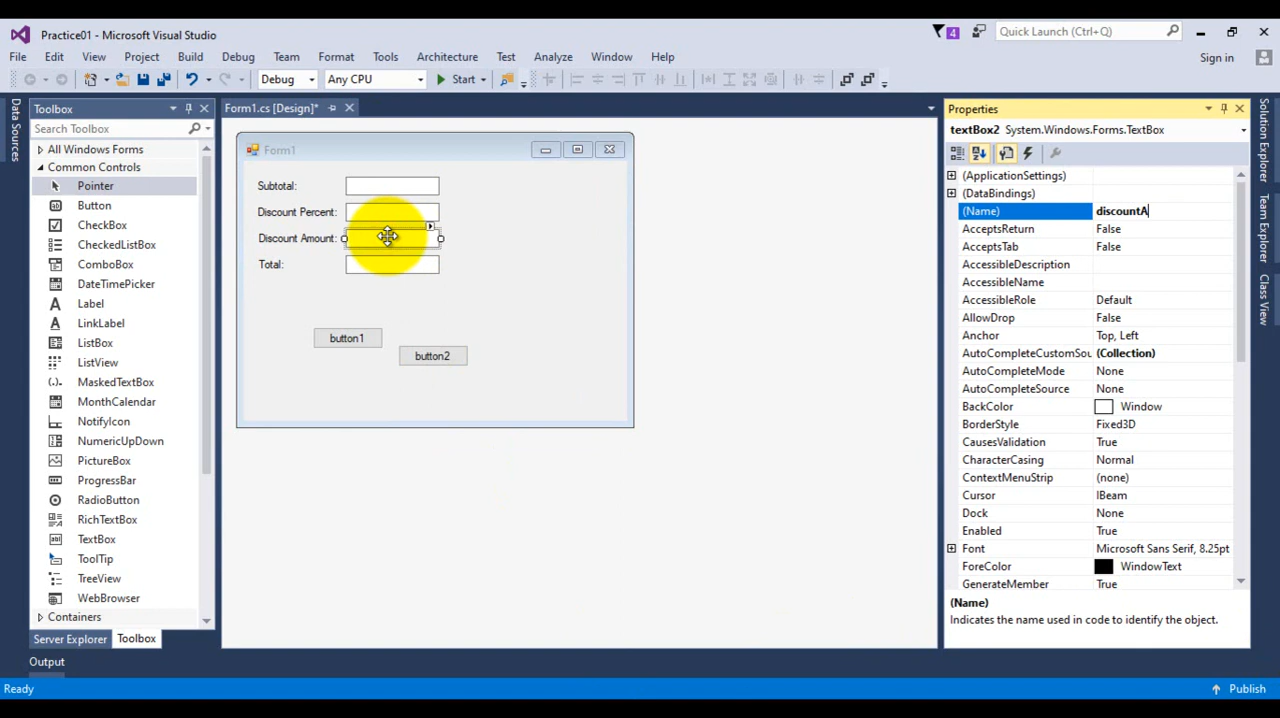 Practice01 - Microsoft Visual Studio
4
Quick Launch (Ctrl+Q)
File Edit View Project Build Debug Team Format Tools Architecture Test Analyze Window Help
Sign in
Debug
Any CPU
Start
Data Sources
Toolbox
Search Toolbox
All Windows Forms
Common Controls
Pointer
Button
CheckBox
CheckedListBox
ComboBox
DateTimePicker
Label
LinkLabel
ListBox
ListView
MaskedTextBox
MonthCalendar
NotifyIcon
NumericUpDown
PictureBox
ProgressBar
RadioButton
RichTextBox
TextBox
ToolTip
TreeView
WebBrowser
Containers
Server Explorer Toolbox
Form1.cs [Design]*
Form1
Subtotal:
Discount Percent:
Discount Amount:
Total:
button1
button2
Properties
textBox2 System.Windows.Forms.TextBox
(ApplicationSettings)
(DataBindings)
(Name) discountA
AcceptsReturn False
AcceptsTab False
AccessibleDescription
AccessibleName
AccessibleRole Default
AllowDrop False
Anchor Top, Left
AutoCompleteCustomSou (Collection)
AutoCompleteMode None
AutoCompleteSource None
BackColor Window
BorderStyle Fixed3D
CausesValidation True
CharacterCasing Normal
ContextMenuStrip (none)
Cursor IBeam
Dock None
Enabled True
Font Microsoft Sans Serif, 8.25pt
ForeColor WindowText
GenerateMember True
(Name)
Indicates the name used in code to identify the object.
Solution Explorer
Team Explorer
Class View
Output
Ready
Publish